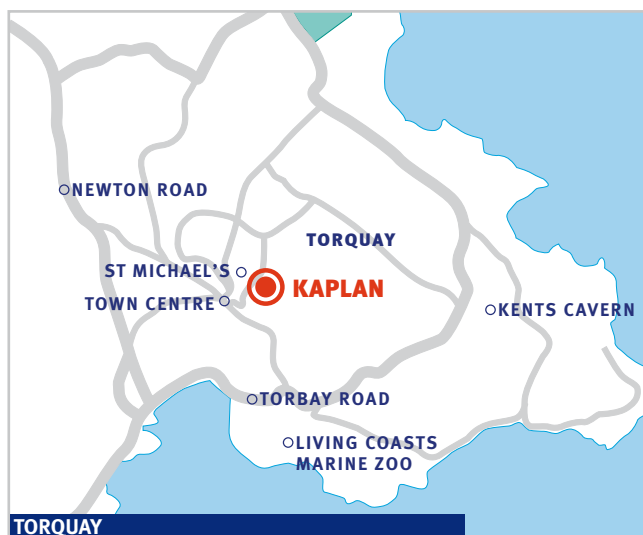 NEWTON ROAD
TORQUAY
ST MICHAEL'S
KAPLAN
TOWN CENTRE
KENTS CAVERN
TORBAY ROAD
LIVING COASTS
MARINE ZOO
TORQUAY